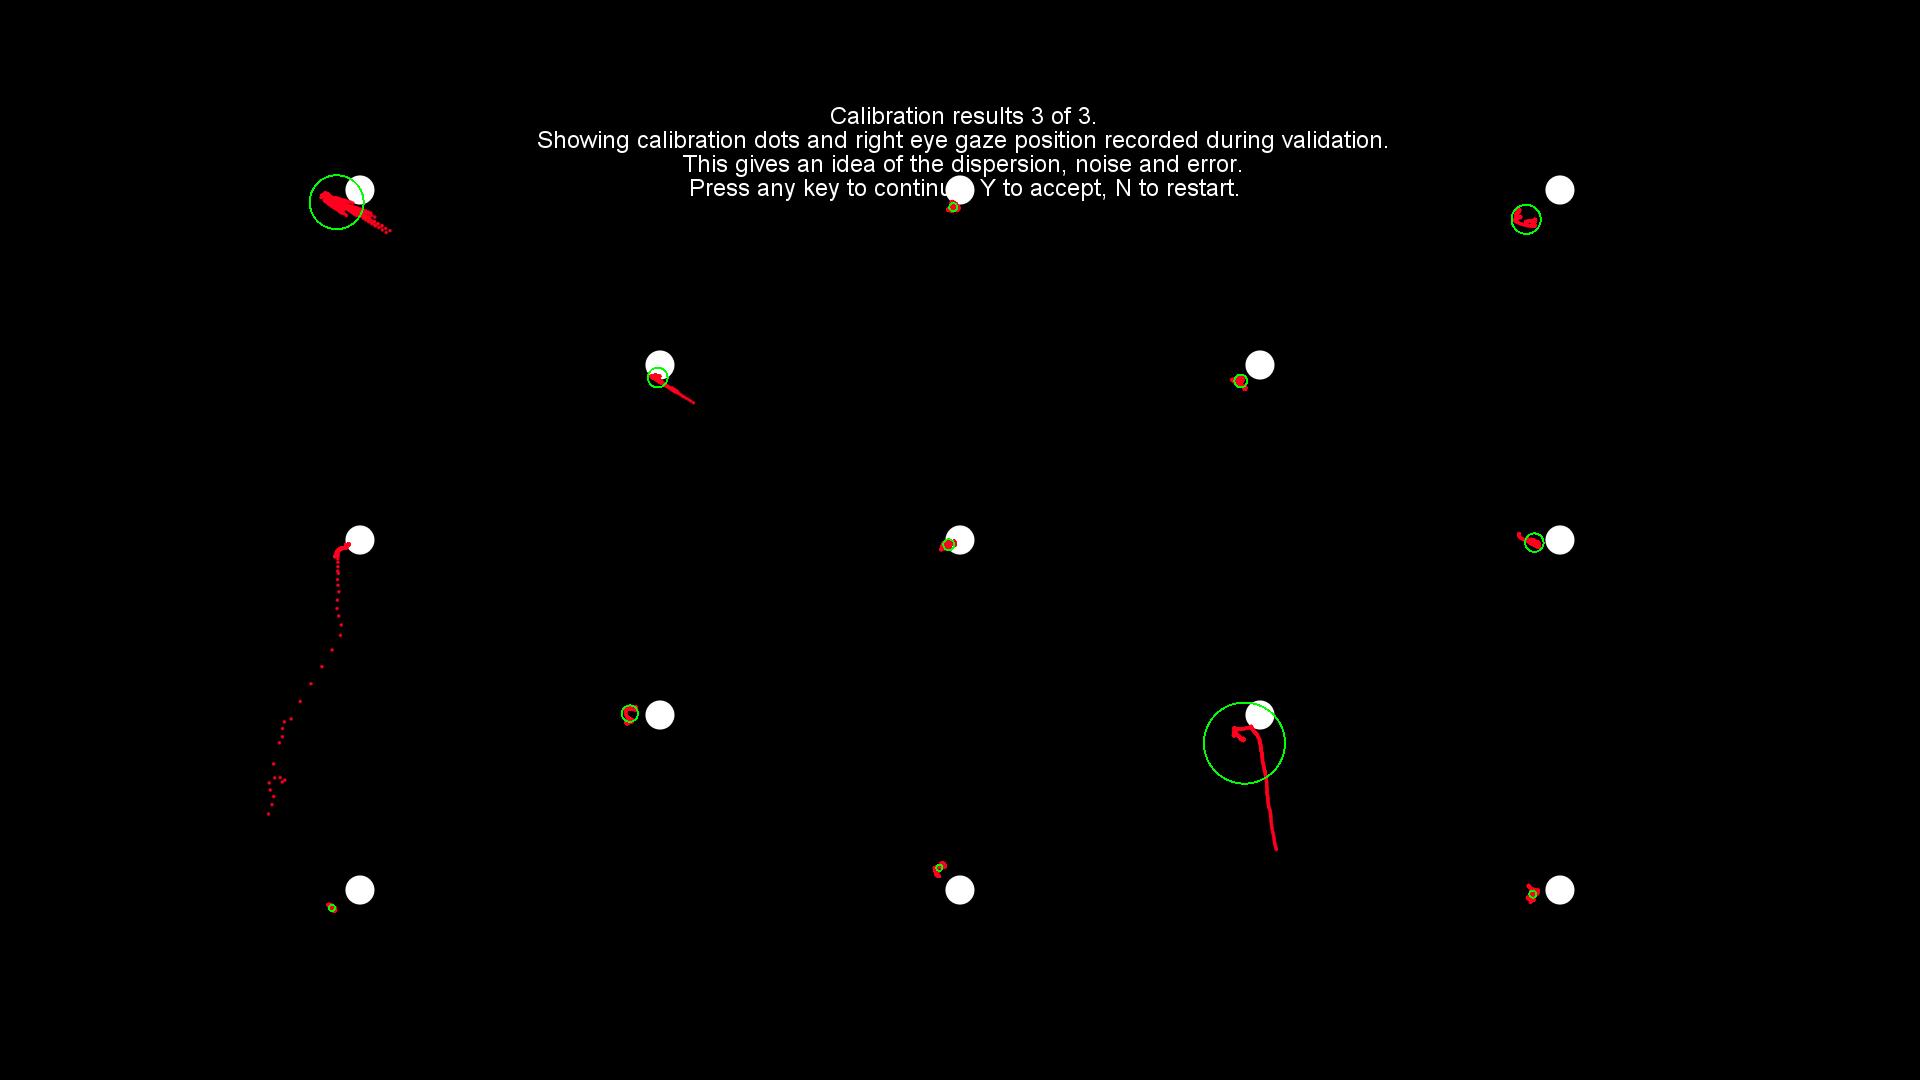 Calibration results 3 of 3.
Showing calibration dots and right eye gaze position recorded during validation.
This gives an idea of the dispersion, noise and error.
Press any key to continu Y to accept, N to restart.